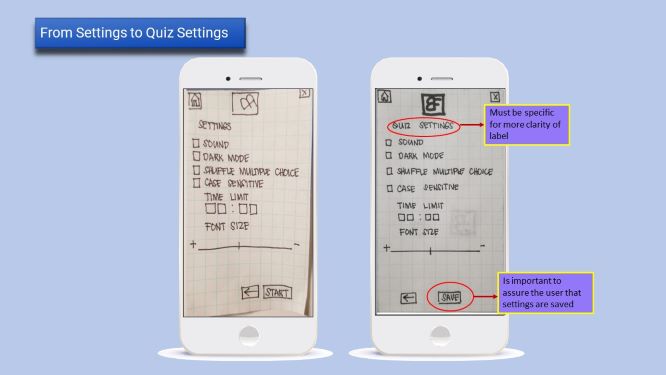 From Settings to Quiz Settings
X
SETTINGS
SOUND
DARK MODE
SHUFFLE MULTIPLE CHOICE
CASE SENSITIVE
TIME LIMIT
:
FONT SIZE
+ -
START
X
QUIZ SETTINGS
SOUND
DARK MODE
SHUFFLE MULTIPLE CHOICE
CASE SENSITIVE
TIME LIMIT
:
FONT SIZE
+ -
SAVE
Must be specific
for more clarity of
label
Is important to
assure the user that
settings are saved